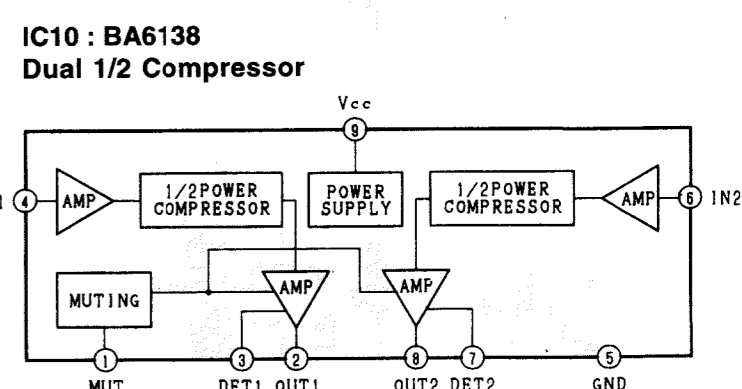 IC10 : BA6138
Dual 1/2 Compressor
Vcc
9
4
AMP
1/2POWER
COMPRESSOR
POWER
SUPPLY
1/2POWER
COMPRESSOR
AMP
6
IN2
MUTING
AMP
AMP
1
3
2
8
7
5
MUT
DET1
OUT1
OUT2
DET2
GND